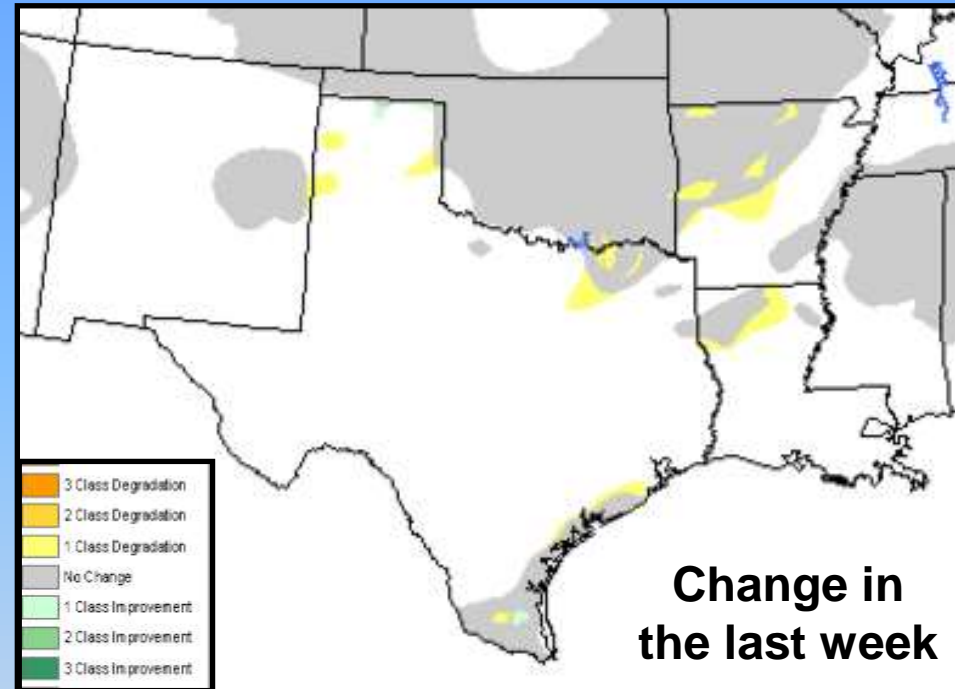 3 Class Degradation
2 Class Degradation
1 Class Degradation
No Change
1 Class Improvement
2 Class Improvement
3 Class Improvement
Change in
the last week